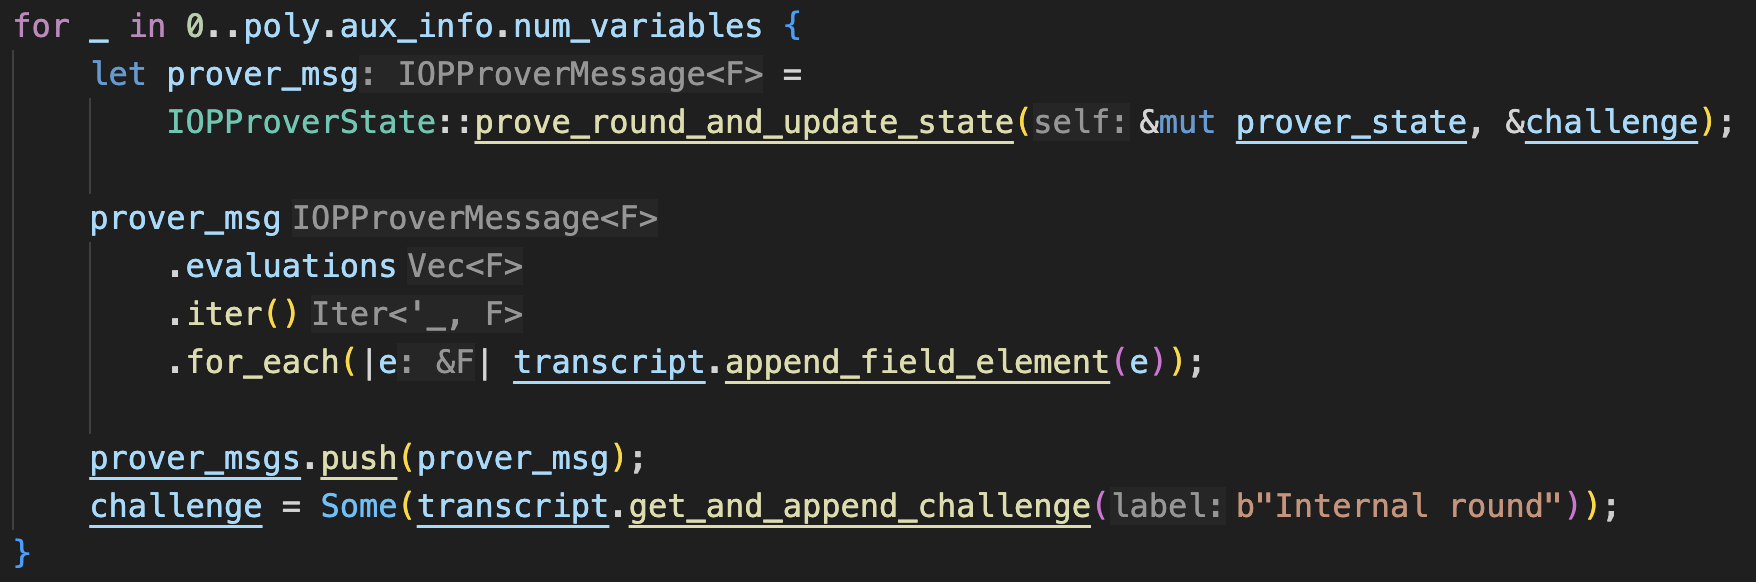 for _ in 0..poly.aux_info.num_variables {
let prover_msg: IOPProverMessage<F> =
IOPProverState::prove_round_and_update_state(self: &mut prover_state, &challenge);
prover_msg IOPProverMessage<F>
.evaluations Vec<F>
.iter() Iter<'_, F>
.for_each(|e: &F| transcript.append_field_element(e));
prover_msgs.push(prover_msg);
challenge = Some(transcript.get_and_append_challenge(label: b"Internal round"));
}